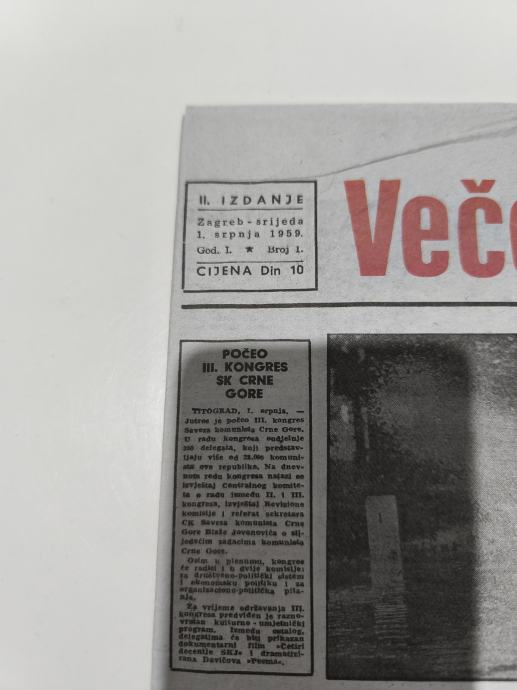 II. IZDANJE
Zagreb - srijeda
1. srpnja 1959.
God. I. ★ Broj 1.
CIJENA Din 10
Več
POČEO
III. KONGRES
SK CRNE
GORE
TITOGRAD, 1. srpnja. —
Jutros je počeo III. kongres
Saveza komunista Crne Gore.
U radu kongresa sudjeluje
delegata, koji predstav-
ljaju više od komuni-
sta ove republike. Na dnev-
nom redu kongresa nalazi se
izvještaj Centralnog komite-
ta o radu između II. i III.
kongresa, izvještaj Revizione
komisije i referat sekretara
CK Saveza komunista Crne
Gore Blaže Jovanovića o slj-
jedećim zadacima komunista
Crne Gore.
Osim u plenumu, kongres
će raditi i u dvije komisije:
za društveno-politički sistem
i ekonomsku politiku i za
organizaciono-politička pita-
nja.
Za vrijeme održavanja III.
kongresa predviđen je razno-
vrstan kulturno-umjetnički
program. Između ostalog,
delegatima će biti prikazan
dokumentarni film »Četiri
decenije SKJ« i dramatizi-
rana Davičova »Pesma«.